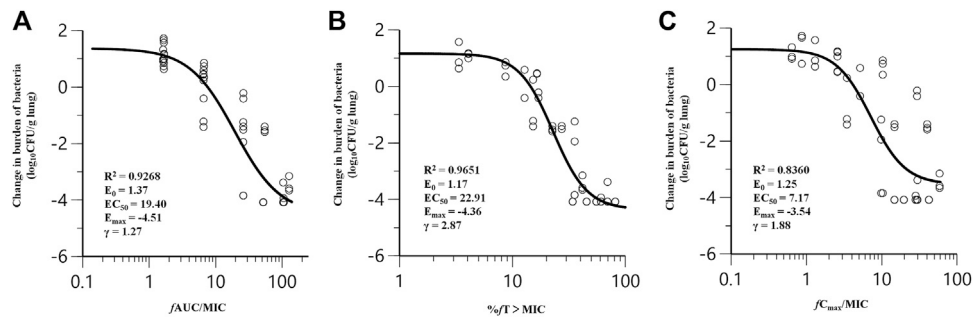 A
Change in burden of bacteria
(log₁₀CFU/g lung)
2
0
-2
-4
-6
R² = 0.9268
E₀ = 1.37
EC₅₀ = 19.40
Eₘₐₓ = -4.51
γ = 1.27
0.1
1
10
100
fAUC/MIC
B
Change in burden of bacteria
(log₁₀CFU/g lung)
2
0
-2
-4
-6
R² = 0.9651
E₀ = 1.17
EC₅₀ = 22.91
Eₘₐₓ = -4.36
γ = 2.87
1
10
100
%fT > MIC
C
Change in burden of bacteria
(log₁₀CFU/g lung)
2
0
-2
-4
-6
R² = 0.8360
E₀ = 1.25
EC₅₀ = 7.17
Eₘₐₓ = -3.54
γ = 1.88
0.1
1
10
100
fCₘₐₓ/MIC